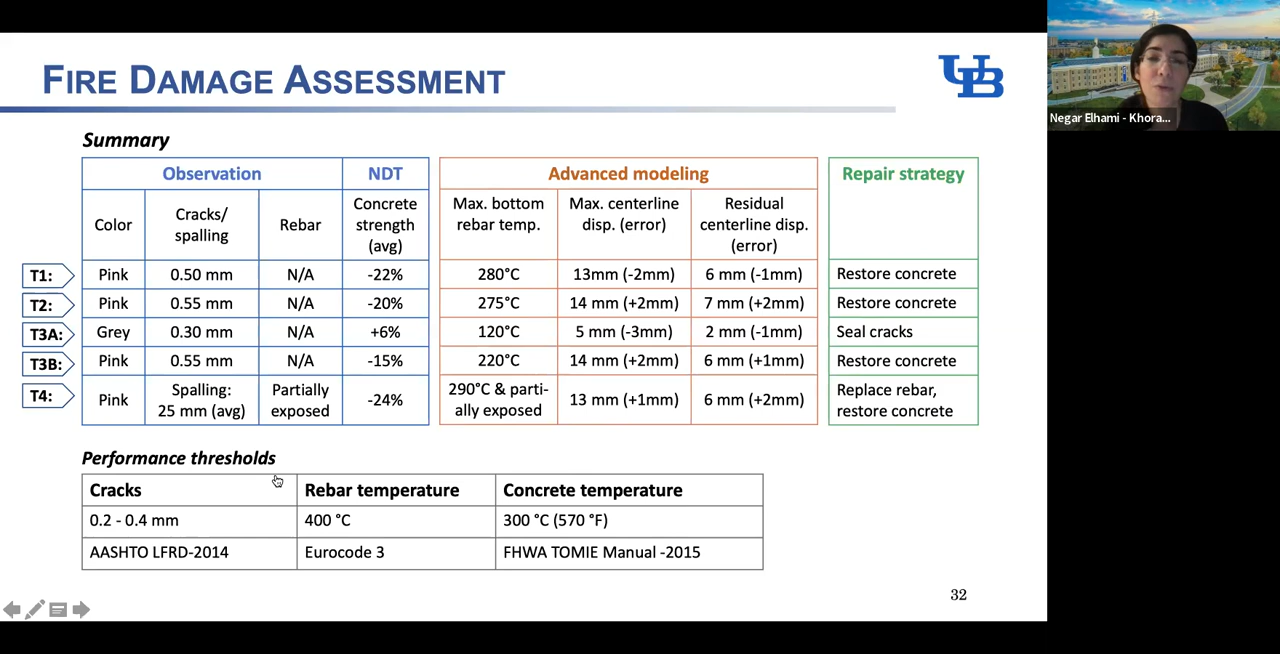 FIRE DAMAGE ASSESSMENT
UB
Negar Elhami - Khora...
Summary
Observation NDT Advanced modeling Repair strategy
Color Cracks/ spalling Rebar Concrete strength (avg) Max. bottom rebar temp. Max. centerline disp. (error) Residual centerline disp. (error)
T1: Pink 0.50 mm N/A -22% 280°C 13mm (-2mm) 6 mm (-1mm) Restore concrete
T2: Pink 0.55 mm N/A -20% 275°C 14 mm (+2mm) 7 mm (+2mm) Restore concrete
T3A: Grey 0.30 mm N/A +6% 120°C 5 mm (-3mm) 2 mm (-1mm) Seal cracks
T3B: Pink 0.55 mm N/A -15% 220°C 14 mm (+2mm) 6 mm (+1mm) Restore concrete
T4: Pink Spalling: 25 mm (avg) Partially exposed -24% 290°C & parti-ally exposed 13 mm (+1mm) 6 mm (+2mm) Replace rebar, restore concrete
Performance thresholds
Cracks Rebar temperature Concrete temperature
0.2 - 0.4 mm 400 °C 300 °C (570 °F)
AASHTO LFRD-2014 Eurocode 3 FHWA TOMIE Manual -2015
32